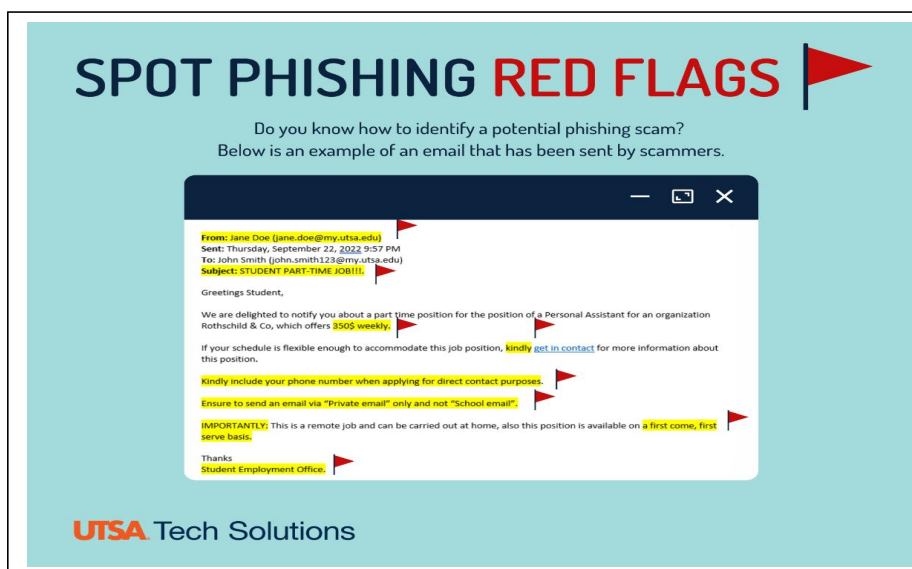 SPOT PHISHING RED FLAGS
Do you know how to identify a potential phishing scam?
Below is an example of an email that has been sent by scammers.
From: Jane Doe (jane.doe@my.utsa.edu)
Sent: Thursday, September 22, 2022 9:57 PM
To: John Smith (john.smith123@my.utsa.edu)
Subject: STUDENT PART-TIME JOB!!!.
Greetings Student,
We are delighted to notify you about a part time position for the position of a Personal Assistant for an organization
Rothschild & Co, which offers 350$ weekly.
If your schedule is flexible enough to accommodate this job position, kindly get in contact for more information about
this position.
Kindly include your phone number when applying for direct contact purposes.
Ensure to send an email via “Private email” only and not “School email”.
IMPORTANTLY: This is a remote job and can be carried out at home, also this position is available on a first come, first
serve basis.
Thanks
Student Employment Office.
UTSA Tech Solutions